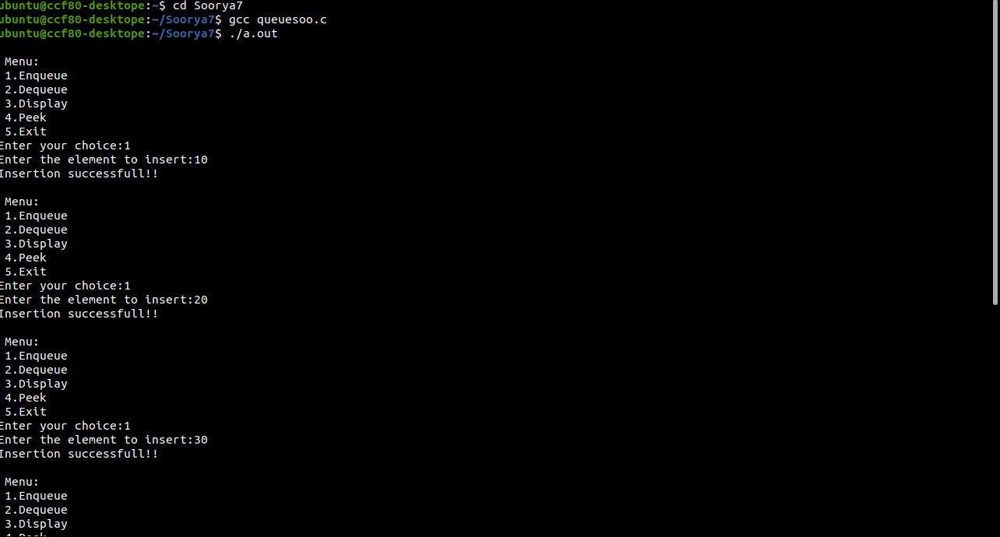 ubuntu@ccf80-desktope:~$ cd Soorya7
ubuntu@ccf80-desktope:~/Soorya7$ gcc queuesoo.c
ubuntu@ccf80-desktope:~/Soorya7$ ./a.out
Menu:
1.Enqueue
2.Dequeue
3.Display
4.Peek
5.Exit
Enter your choice:1
Enter the element to insert:10
Insertion successfull!!
Menu:
1.Enqueue
2.Dequeue
3.Display
4.Peek
5.Exit
Enter your choice:1
Enter the element to insert:20
Insertion successfull!!
Menu:
1.Enqueue
2.Dequeue
3.Display
4.Peek
5.Exit
Enter your choice:1
Enter the element to insert:30
Insertion successfull!!
Menu:
1.Enqueue
2.Dequeue
3.Display
4.Peek